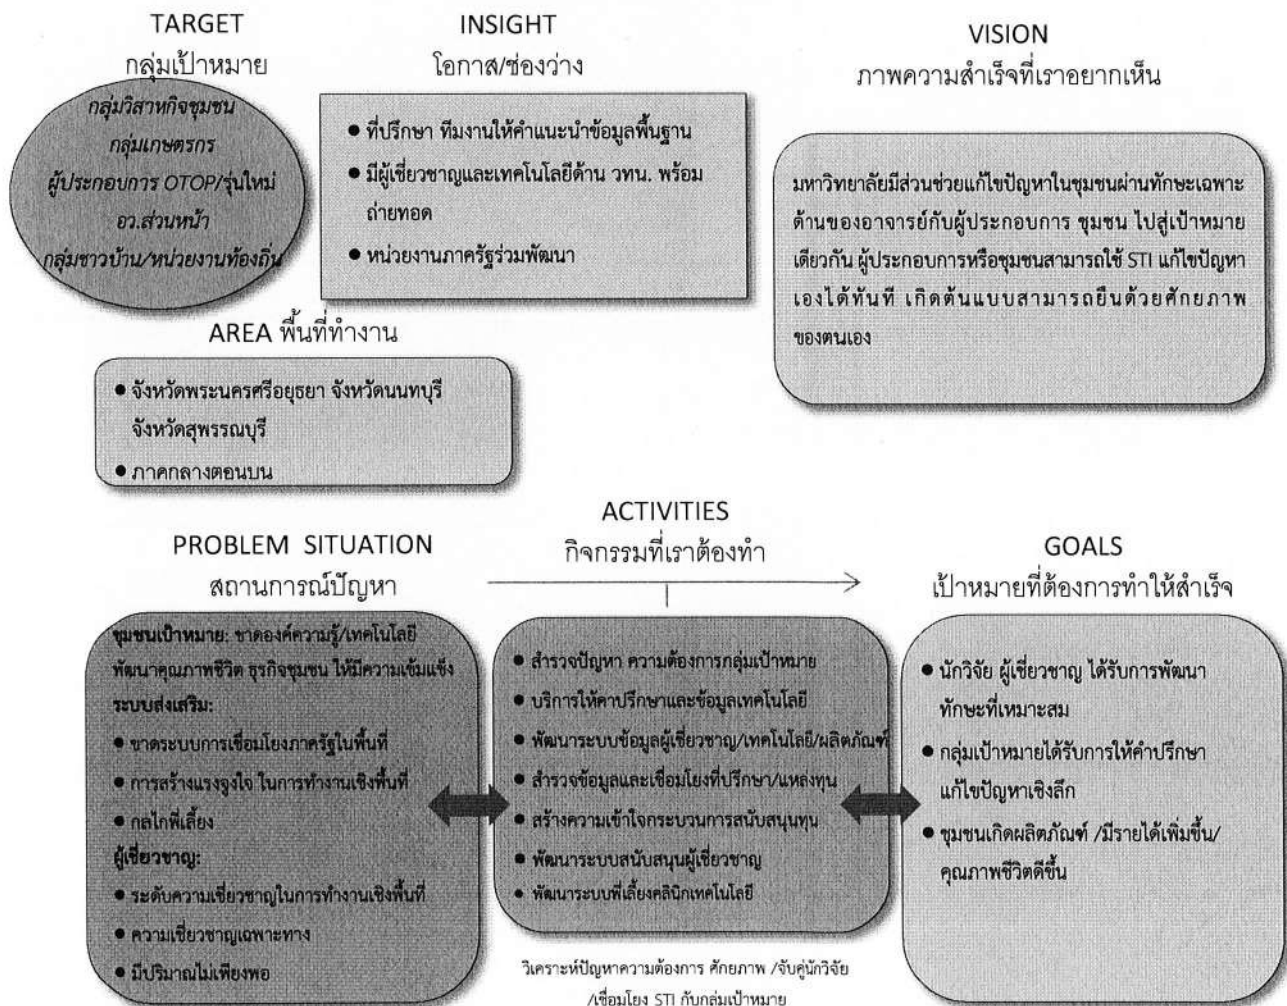 TARGET
กลุ่มเป้าหมาย
กลุ่มวิสาหกิจชุมชน
กลุ่มเกษตรกร
ผู้ประกอบการ OTOP/รุ่นใหม่
อว.ส่วนหน้า
กลุ่มชาวบ้าน/หน่วยงานท้องถิ่น
INSIGHT
โอกาส/ช่องว่าง
● ที่ปรึกษา ทีมงานให้คำแนะนำข้อมูลพื้นฐาน
● มีผู้เชี่ยวชาญและเทคโนโลยีด้าน วทน. พร้อม
ถ่ายทอด
● หน่วยงานภาครัฐร่วมพัฒนา
VISION
ภาพความสำเร็จที่เราอยากเห็น
มหาวิทยาลัยมีส่วนช่วยแก้ไขปัญหาในชุมชนผ่านทักษะเฉพาะ
ด้านของอาจารย์กับผู้ประกอบการ ชุมชน ไปสู่เป้าหมาย
เดียวกัน ผู้ประกอบการหรือชุมชนสามารถใช้ STI แก้ไขปัญหา
เองได้ทันที เกิดต้นแบบสามารถยืนด้วยศักยภาพ
ของตนเอง
AREA พื้นที่ทำงาน
● จังหวัดพระนครศรีอยุธยา จังหวัดนนทบุรี
จังหวัดสุพรรณบุรี
● ภาคกลางตอนบน
PROBLEM SITUATION
สถานการณ์ปัญหา
ชุมชนเป้าหมาย: ขาดองค์ความรู้/เทคโนโลยี
พัฒนาคุณภาพชีวิต ธุรกิจชุมชน ให้มีความเข้มแข็ง
ระบบส่งเสริม:
● ขาดระบบการเชื่อมโยงภาครัฐในพื้นที่
● การสร้างแรงจูงใจ ในการทำงานเชิงพื้นที่
● กลไกพี่เลี้ยง
ผู้เชี่ยวชาญ:
● ระดับความเชี่ยวชาญในการทำงานเชิงพื้นที่
● ความเชี่ยวชาญเฉพาะทาง
● มีปริมาณไม่เพียงพอ
ACTIVITIES
กิจกรรมที่เราต้องทำ
● สำรวจปัญหา ความต้องการกลุ่มเป้าหมาย
● บริการให้คำปรึกษาและข้อมูลเทคโนโลยี
● พัฒนาระบบข้อมูลผู้เชี่ยวชาญ/เทคโนโลยี/ผลิตภัณฑ์
● สำรวจข้อมูลและเชื่อมโยงที่ปรึกษา/แหล่งทุน
● สร้างความเข้าใจกระบวนการสนับสนุนทุน
● พัฒนาระบบสนับสนุนผู้เชี่ยวชาญ
● พัฒนาระบบพี่เลี้ยงคลินิกเทคโนโลยี
วิเคราะห์ปัญหาความต้องการ ศักยภาพ /จับคู่นักวิจัย
/เชื่อมโยง STI กับกลุ่มเป้าหมาย
GOALS
เป้าหมายที่ต้องการทำให้สำเร็จ
● นักวิจัย ผู้เชี่ยวชาญ ได้รับการพัฒนา
ทักษะที่เหมาะสม
● กลุ่มเป้าหมายได้รับการให้คำปรึกษา
แก้ไขปัญหาเชิงลึก
● ชุมชนเกิดผลิตภัณฑ์ /มีรายได้เพิ่มขึ้น/
คุณภาพชีวิตดีขึ้น